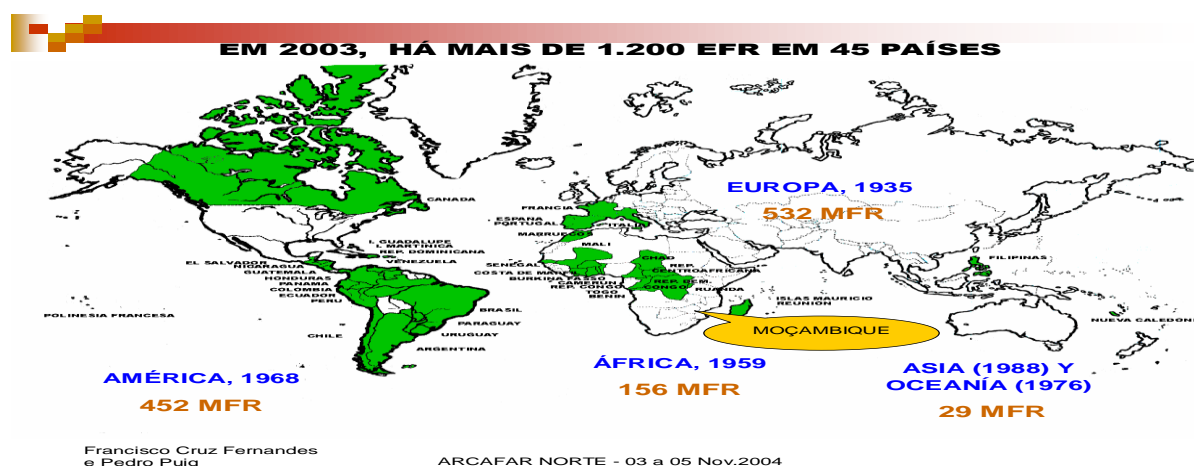 EM 2003, HÁ MAIS DE 1.200 EFR EM 45 PAÍSES
CANADA
EUROPA, 1935
532 MFR
FRANCIA
ESPAÑA
PORTUGAL
ITALIA
MARRUECOS
MALI
I. GUADALUPE
I. MARTINICA
REP. DOMINICANA
VENEZUELA
EL SALVADOR
NICARAGUA
GUATEMALA
HONDURAS
PANAMA
COLOMBIA
ECUADOR
PERU
SENEGAL
COSTA DE MARFIL
BURKINA FASSO
CAMERUN
REP. CONGO
TOGO
BENIN
CHAD
REP.
CENTROAFRICANA
REP. DEM.
CONGO
RUANDA
FILIPINAS
ISLAS MAURICIO
REUNION
POLINESIA FRANCESA
BRASIL
PARAGUAY
URUGUAY
CHILE
ARGENTINA
NUEVA CALEDONI
MOÇAMBIQUE
AMÉRICA, 1968
452 MFR
ÁFRICA, 1959
156 MFR
ASIA (1988) Y
OCEANÍA (1976)
29 MFR
Francisco Cruz Fernandes
e Pedro Puig
ARCAFAR NORTE - 03 a 05 Nov.2004